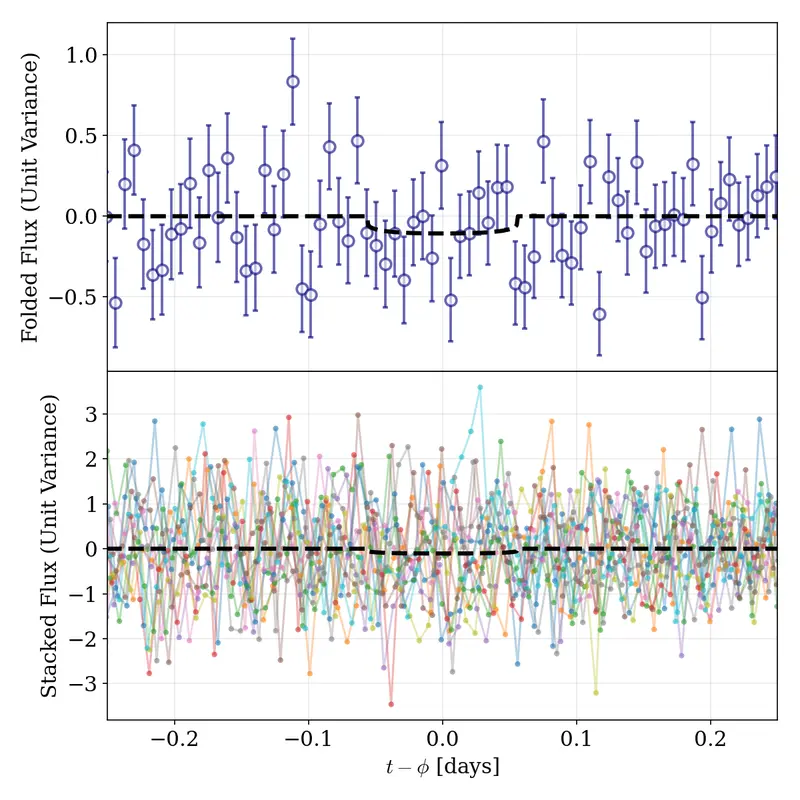 Folded Flux (Unit Variance)
1.0
0.5
0.0
−0.5
Stacked Flux (Unit Variance)
3
2
1
0
−1
−2
−3
−0.2 −0.1 0.0 0.1 0.2
t − ϕ [days]